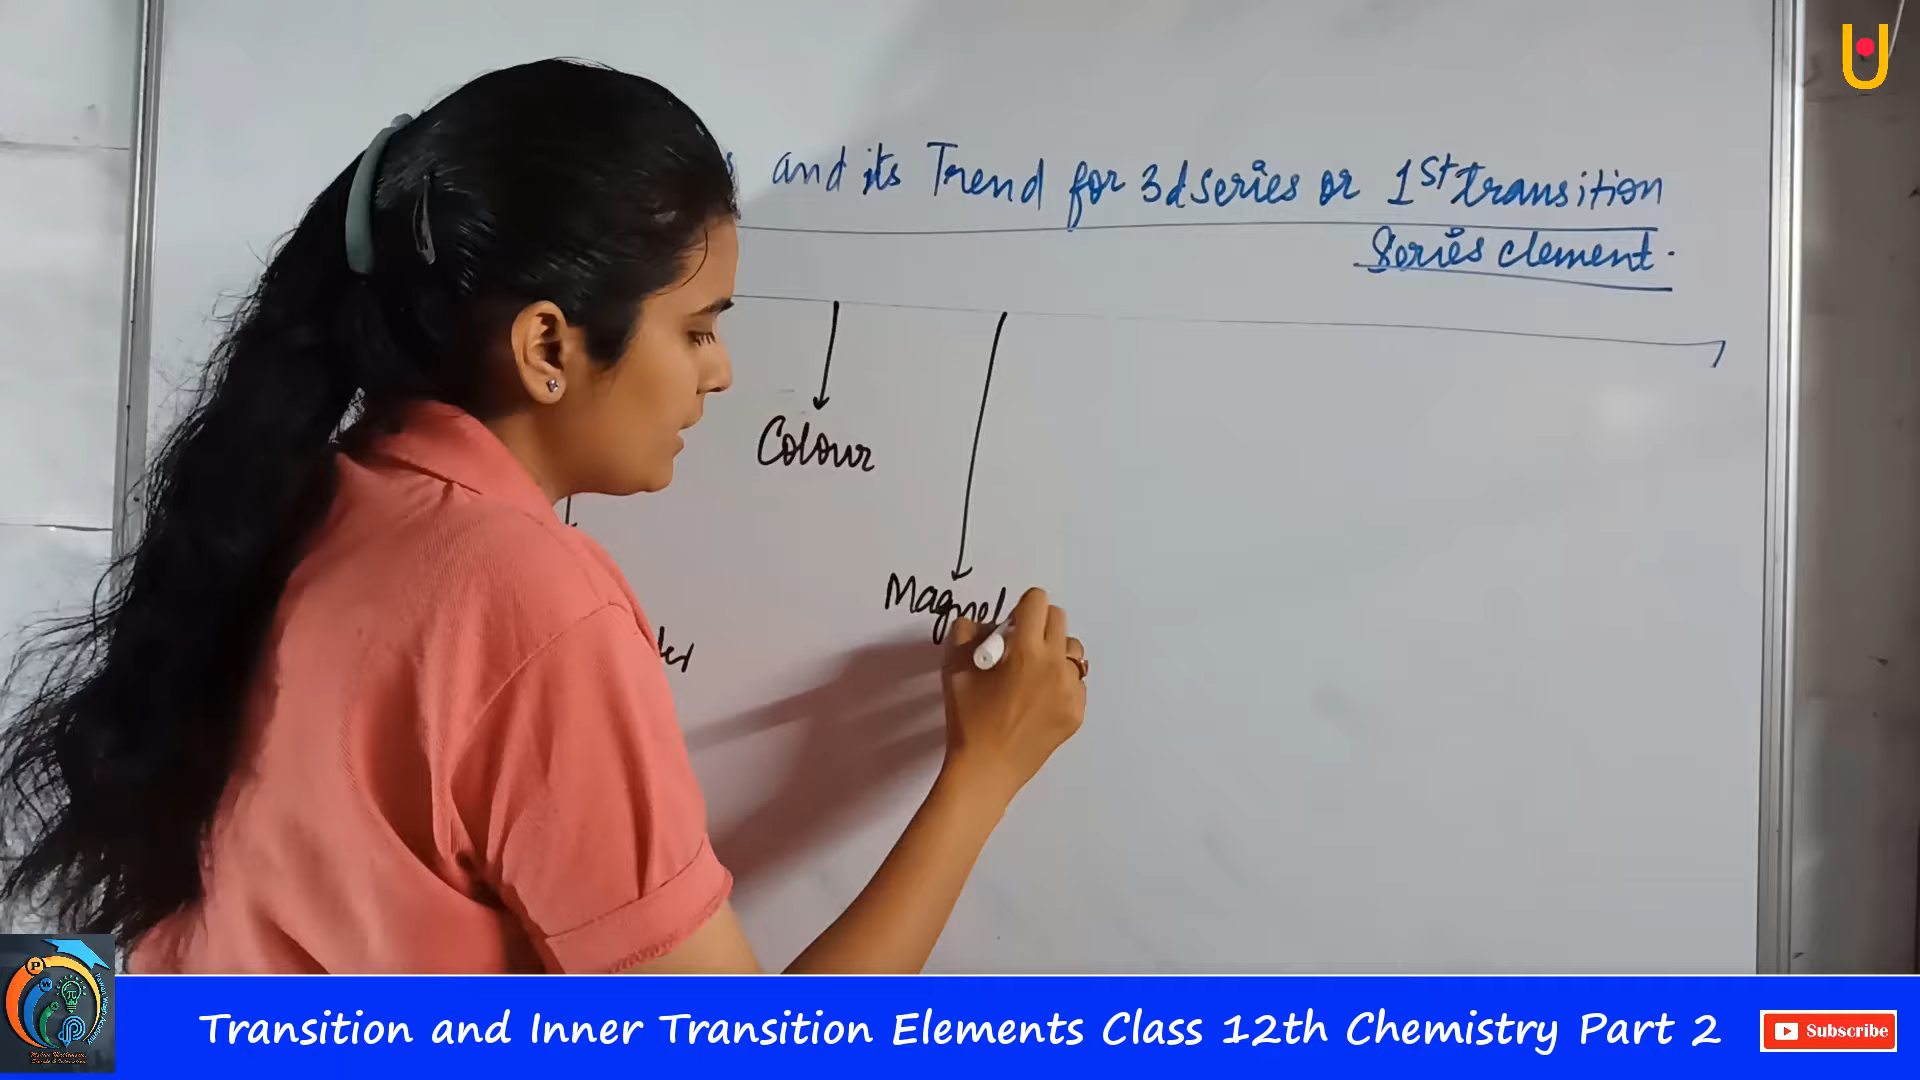 and its Trend for 3d series or 1st transition
Series element.
Colour
Magnet
Transition and Inner Transition Elements Class 12th Chemistry Part 2
Subscribe